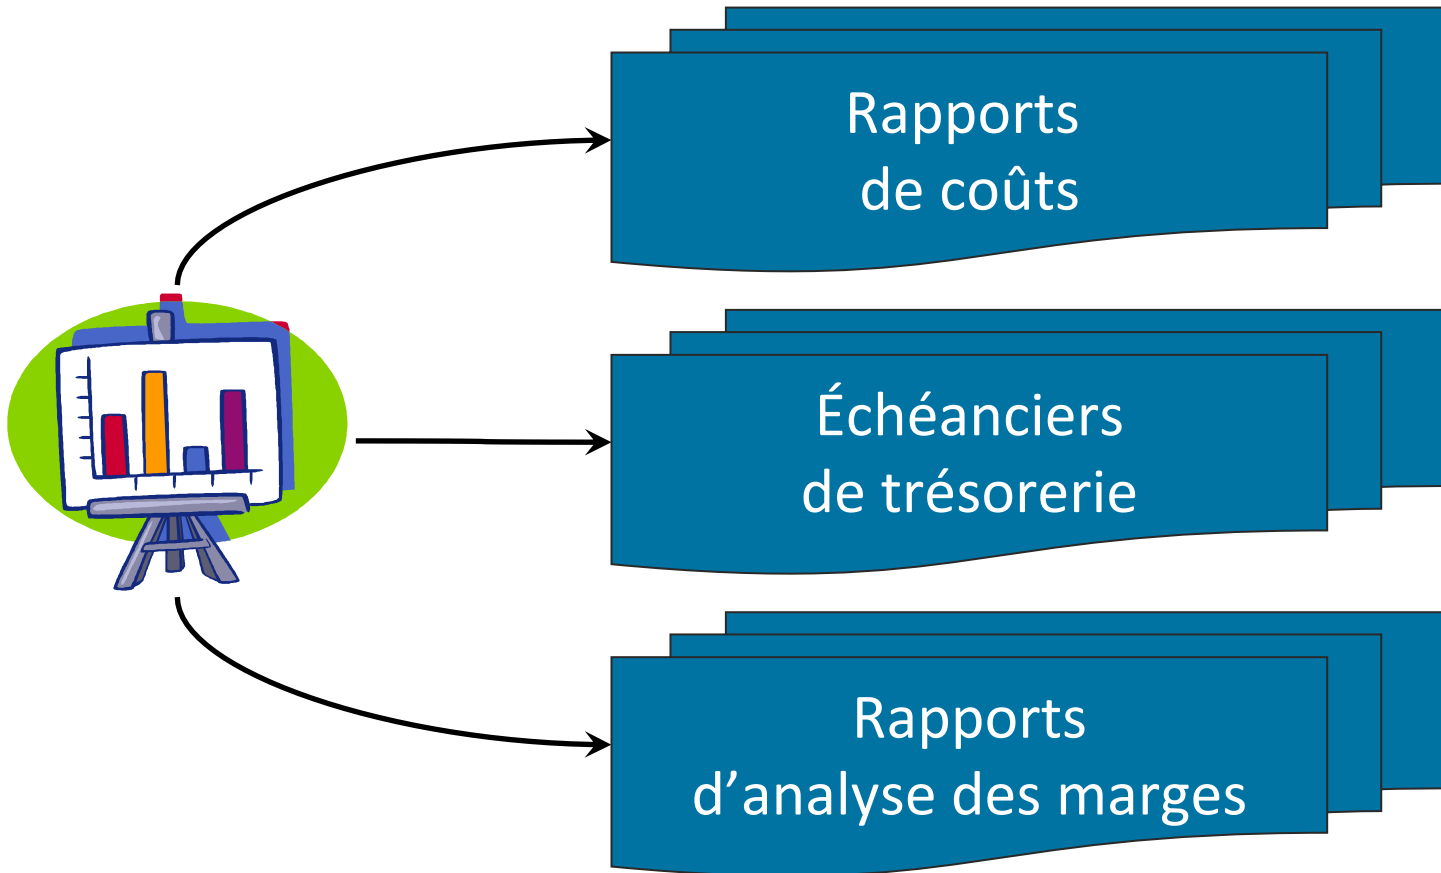 Rapports
de coûts
Échéanciers
de trésorerie
Rapports
d’analyse des marges